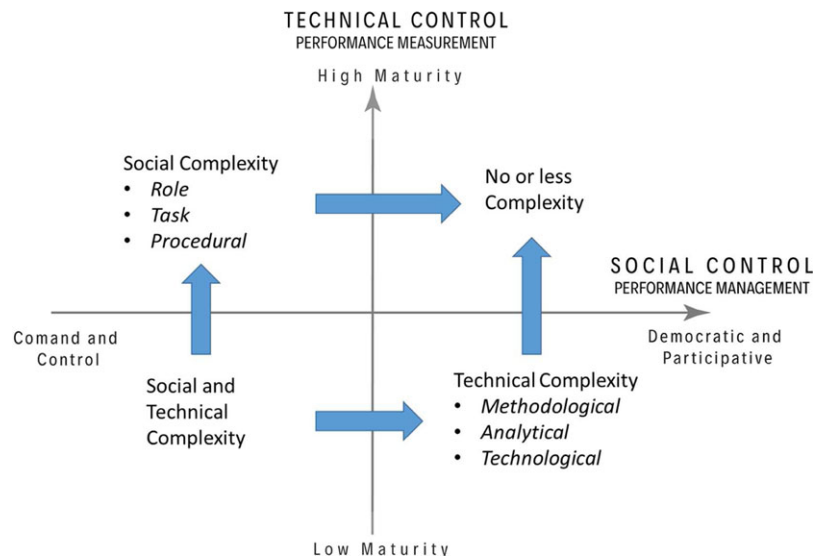 TECHNICAL CONTROL
PERFORMANCE MEASUREMENT
High Maturity
Social Complexity
• Role
• Task
• Procedural
No or less
Complexity
SOCIAL CONTROL
PERFORMANCE MANAGEMENT
Comand and
Control
Democratic and
Participative
Social and
Technical
Complexity
Technical Complexity
• Methodological
• Analytical
• Technological
Low Maturity